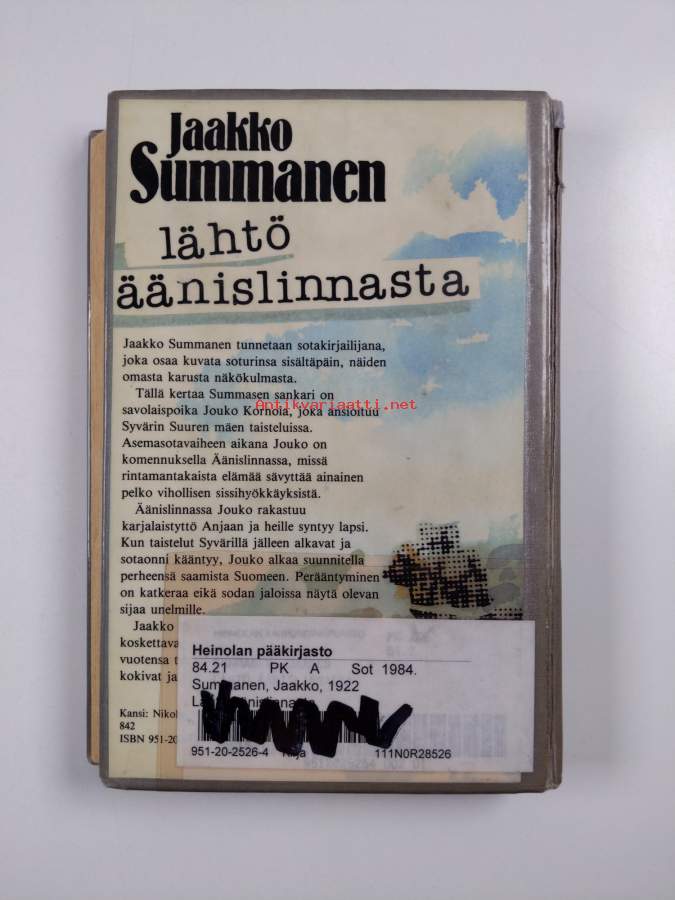 Jaakko
Summanen
lähtö
äänislinnasta
Jaakko Summanen tunnetaan sotakirjailijana,
joka osaa kuvata soturinsa sisältäpäin, näiden
omasta karusta näkökulmasta.
Tällä kertaa Summasen sankari on
savolaispoika Jouko Kornola, joka ansioituu
Antikvariaatti.net
Syvärin Suuren mäen taisteluissa.
Asemasotavaiheen aikana Jouko on
komennuksella Äänislinnassa, missä
rintamantakaista elämää sävyttää ainainen
pelko vihollisen sissihyökkäyksistä.
Äänislinnassa Jouko rakastuu
karjalaistyttö Anjaan ja heille syntyy lapsi.
Kun taistelut Syvärillä jälleen alkavat ja
sotaonni kääntyy, Jouko alkaa suunnitella
perheensä saamista Suomeen. Perääntyminen
on katkeraa eikä sodan jaloissa näytä olevan
sijaa unelmille.
Jaakko
koskettava
vuotensa
kokivat
Kansi:
842
ISBN 951-20
Heinolan pääkirjasto
84.21 PK A Sot 1984.
Summanen, Jaakko, 1922
951-20-2526-4 Kirja 111N0R28526